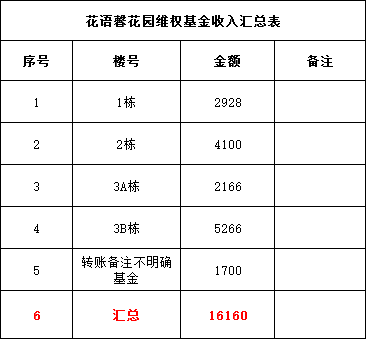 花语馨花园维权基金收入汇总表
序号 楼号 金额 备注
1 1栋 2928
2 2栋 4100
3 3A栋 2166
4 3B栋 5266
5 转账备注不明确 1700
基金
6 汇总 16160